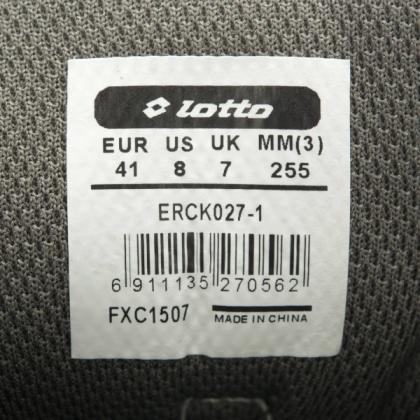 lotto
EUR US UK MM(3)
41 8 7 255
ERCK027-1
6 911135 270562
FXC1507 MADE IN CHINA